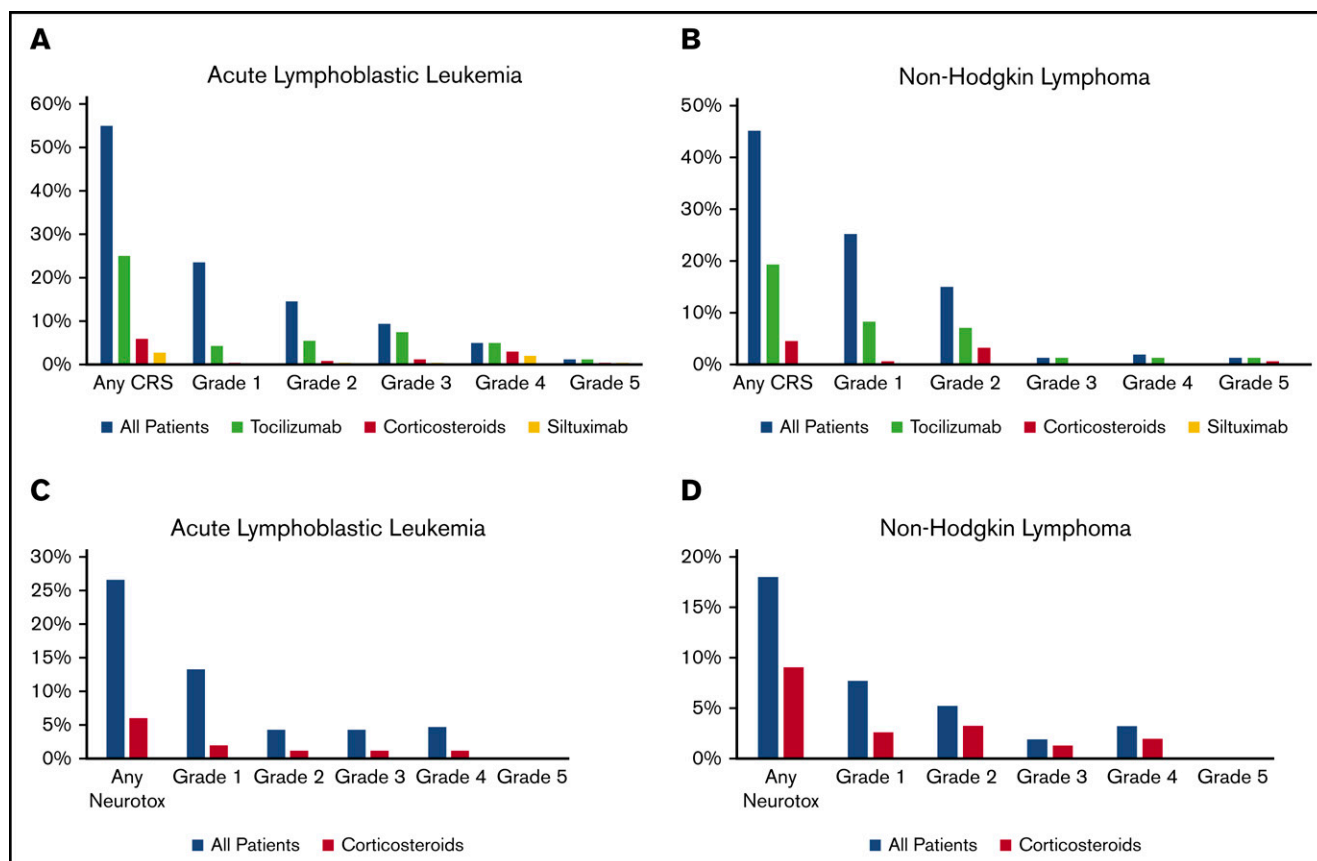 A
Acute Lymphoblastic Leukemia
60%
50%
40%
30%
20%
10%
0%
Any CRS Grade 1 Grade 2 Grade 3 Grade 4 Grade 5
All Patients Tocilizumab Corticosteroids Siltuximab
B
Non-Hodgkin Lymphoma
50%
40%
30%
20%
10%
0%
Any CRS Grade 1 Grade 2 Grade 3 Grade 4 Grade 5
All Patients Tocilizumab Corticosteroids Siltuximab
C
Acute Lymphoblastic Leukemia
30%
25%
20%
15%
10%
5%
0%
Any Grade 1 Grade 2 Grade 3 Grade 4 Grade 5
Neurotox
All Patients Corticosteroids
D
Non-Hodgkin Lymphoma
20%
15%
10%
5%
0%
Any Grade 1 Grade 2 Grade 3 Grade 4 Grade 5
Neurotox
All Patients Corticosteroids